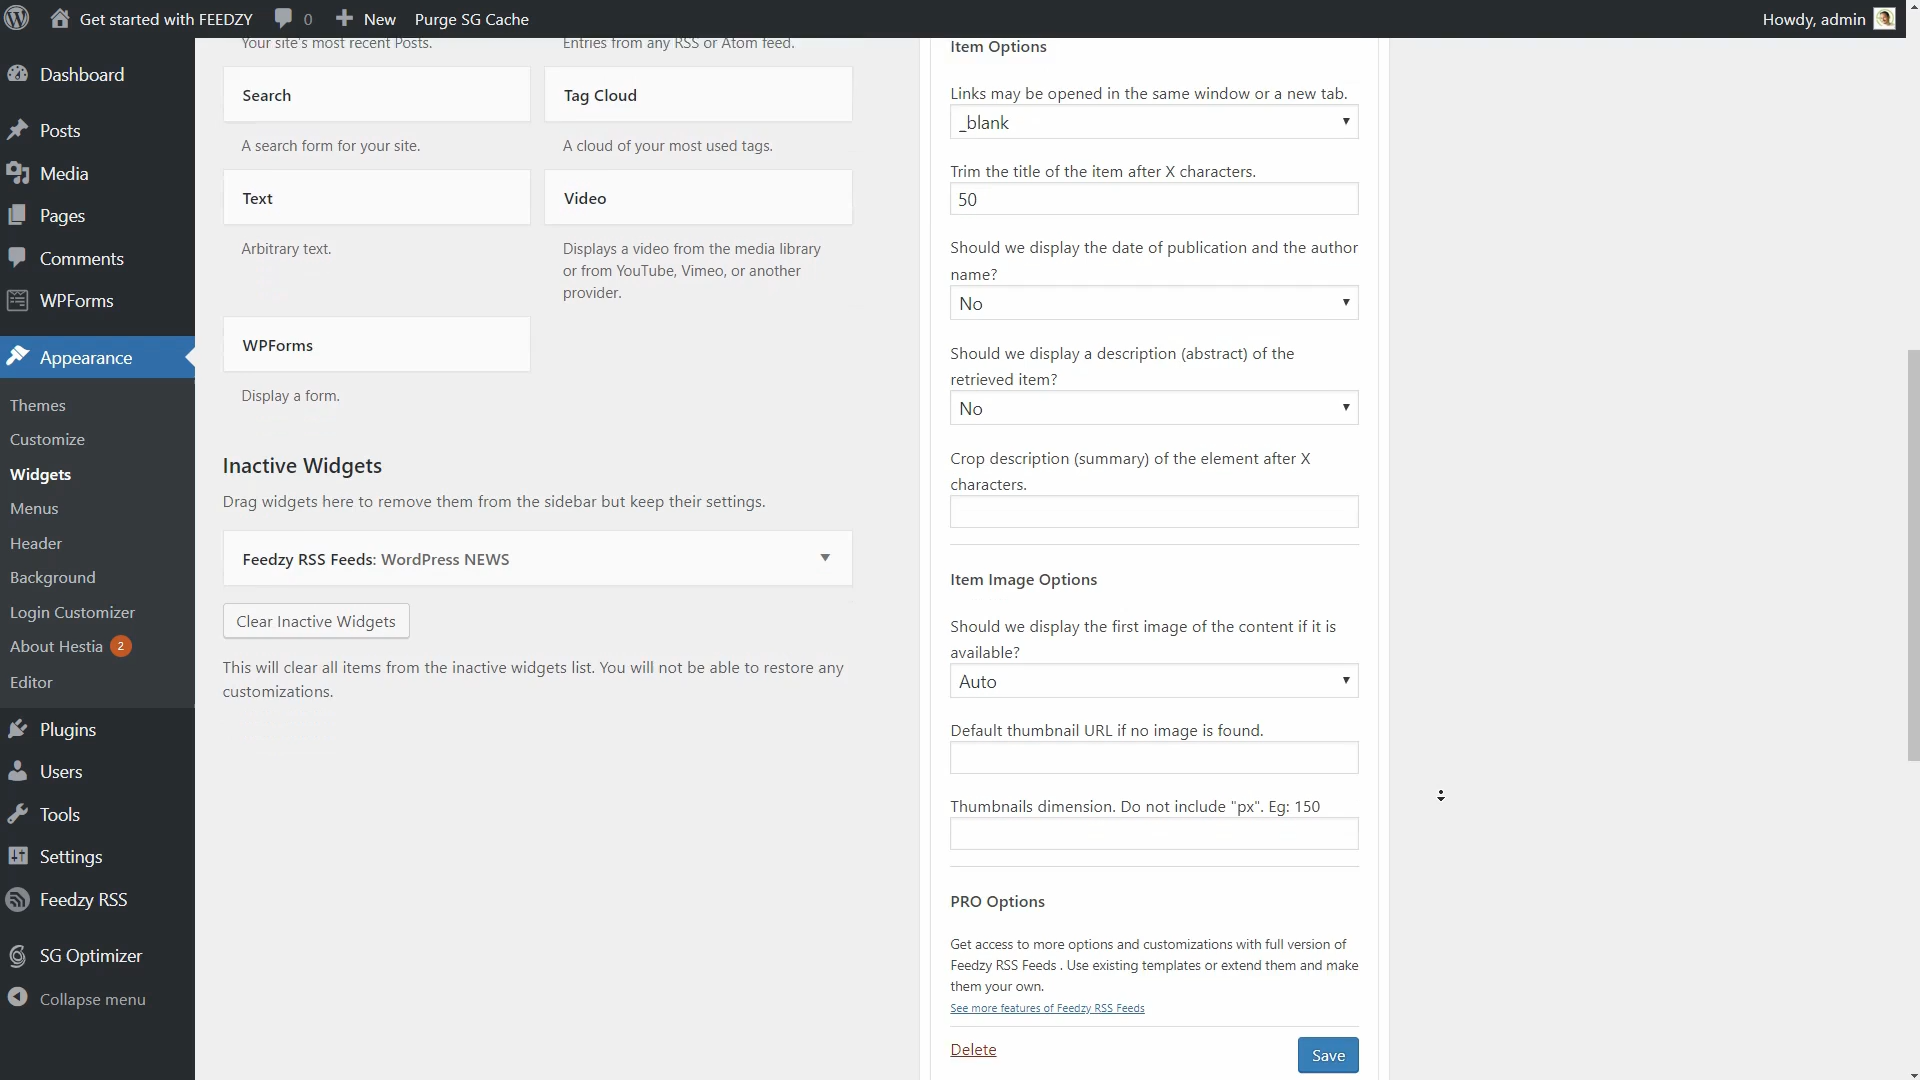 Get started with FEEDZY
0
New
Purge SG Cache
Howdy, admin
Dashboard
Posts
Media
Pages
Comments
WPForms
Appearance
Themes
Customize
Widgets
Menus
Header
Background
Login Customizer
About Hestia 2
Editor
Plugins
Users
Tools
Settings
Feedzy RSS
SG Optimizer
Collapse menu
Your site's most recent Posts.
Entries from any RSS or Atom feed.
Search
Tag Cloud
A search form for your site.
A cloud of your most used tags.
Text
Video
Arbitrary text.
Displays a video from the media library
or from YouTube, Vimeo, or another
provider.
WPForms
Display a form.
Inactive Widgets
Drag widgets here to remove them from the sidebar but keep their settings.
Feedzy RSS Feeds: WordPress NEWS
Clear Inactive Widgets
This will clear all items from the inactive widgets list. You will not be able to restore any
customizations.
Item Options
Links may be opened in the same window or a new tab.
_blank
Trim the title of the item after X characters.
50
Should we display the date of publication and the author
name?
No
Should we display a description (abstract) of the
retrieved item?
No
Crop description (summary) of the element after X
characters.
Item Image Options
Should we display the first image of the content if it is
available?
Auto
Default thumbnail URL if no image is found.
Thumbnails dimension. Do not include "px". Eg: 150
PRO Options
Get access to more options and customizations with full version of
Feedzy RSS Feeds . Use existing templates or extend them and make
them your own.
See more features of Feedzy RSS Feeds
Delete
Save